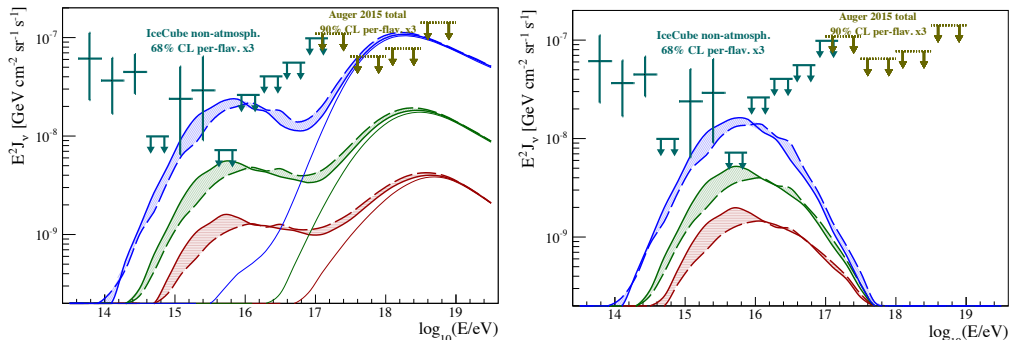 E²Jᵥ [GeV cm⁻² sr⁻¹ s⁻¹]
10⁻⁷
10⁻⁸
10⁻⁹
IceCube non-atmosph.
68% CL per-flav. x3
Auger 2015 total
90% CL per-flav. x3
14 15 16 17 18 19
log₁₀(E/eV)
E²Jᵥ [GeV cm⁻² sr⁻¹ s⁻¹]
10⁻⁷
10⁻⁸
10⁻⁹
IceCube non-atmosph.
68% CL per-flav. x3
Auger 2015 total
90% CL per-flav. x3
14 15 16 17 18 19
log₁₀(E/eV)